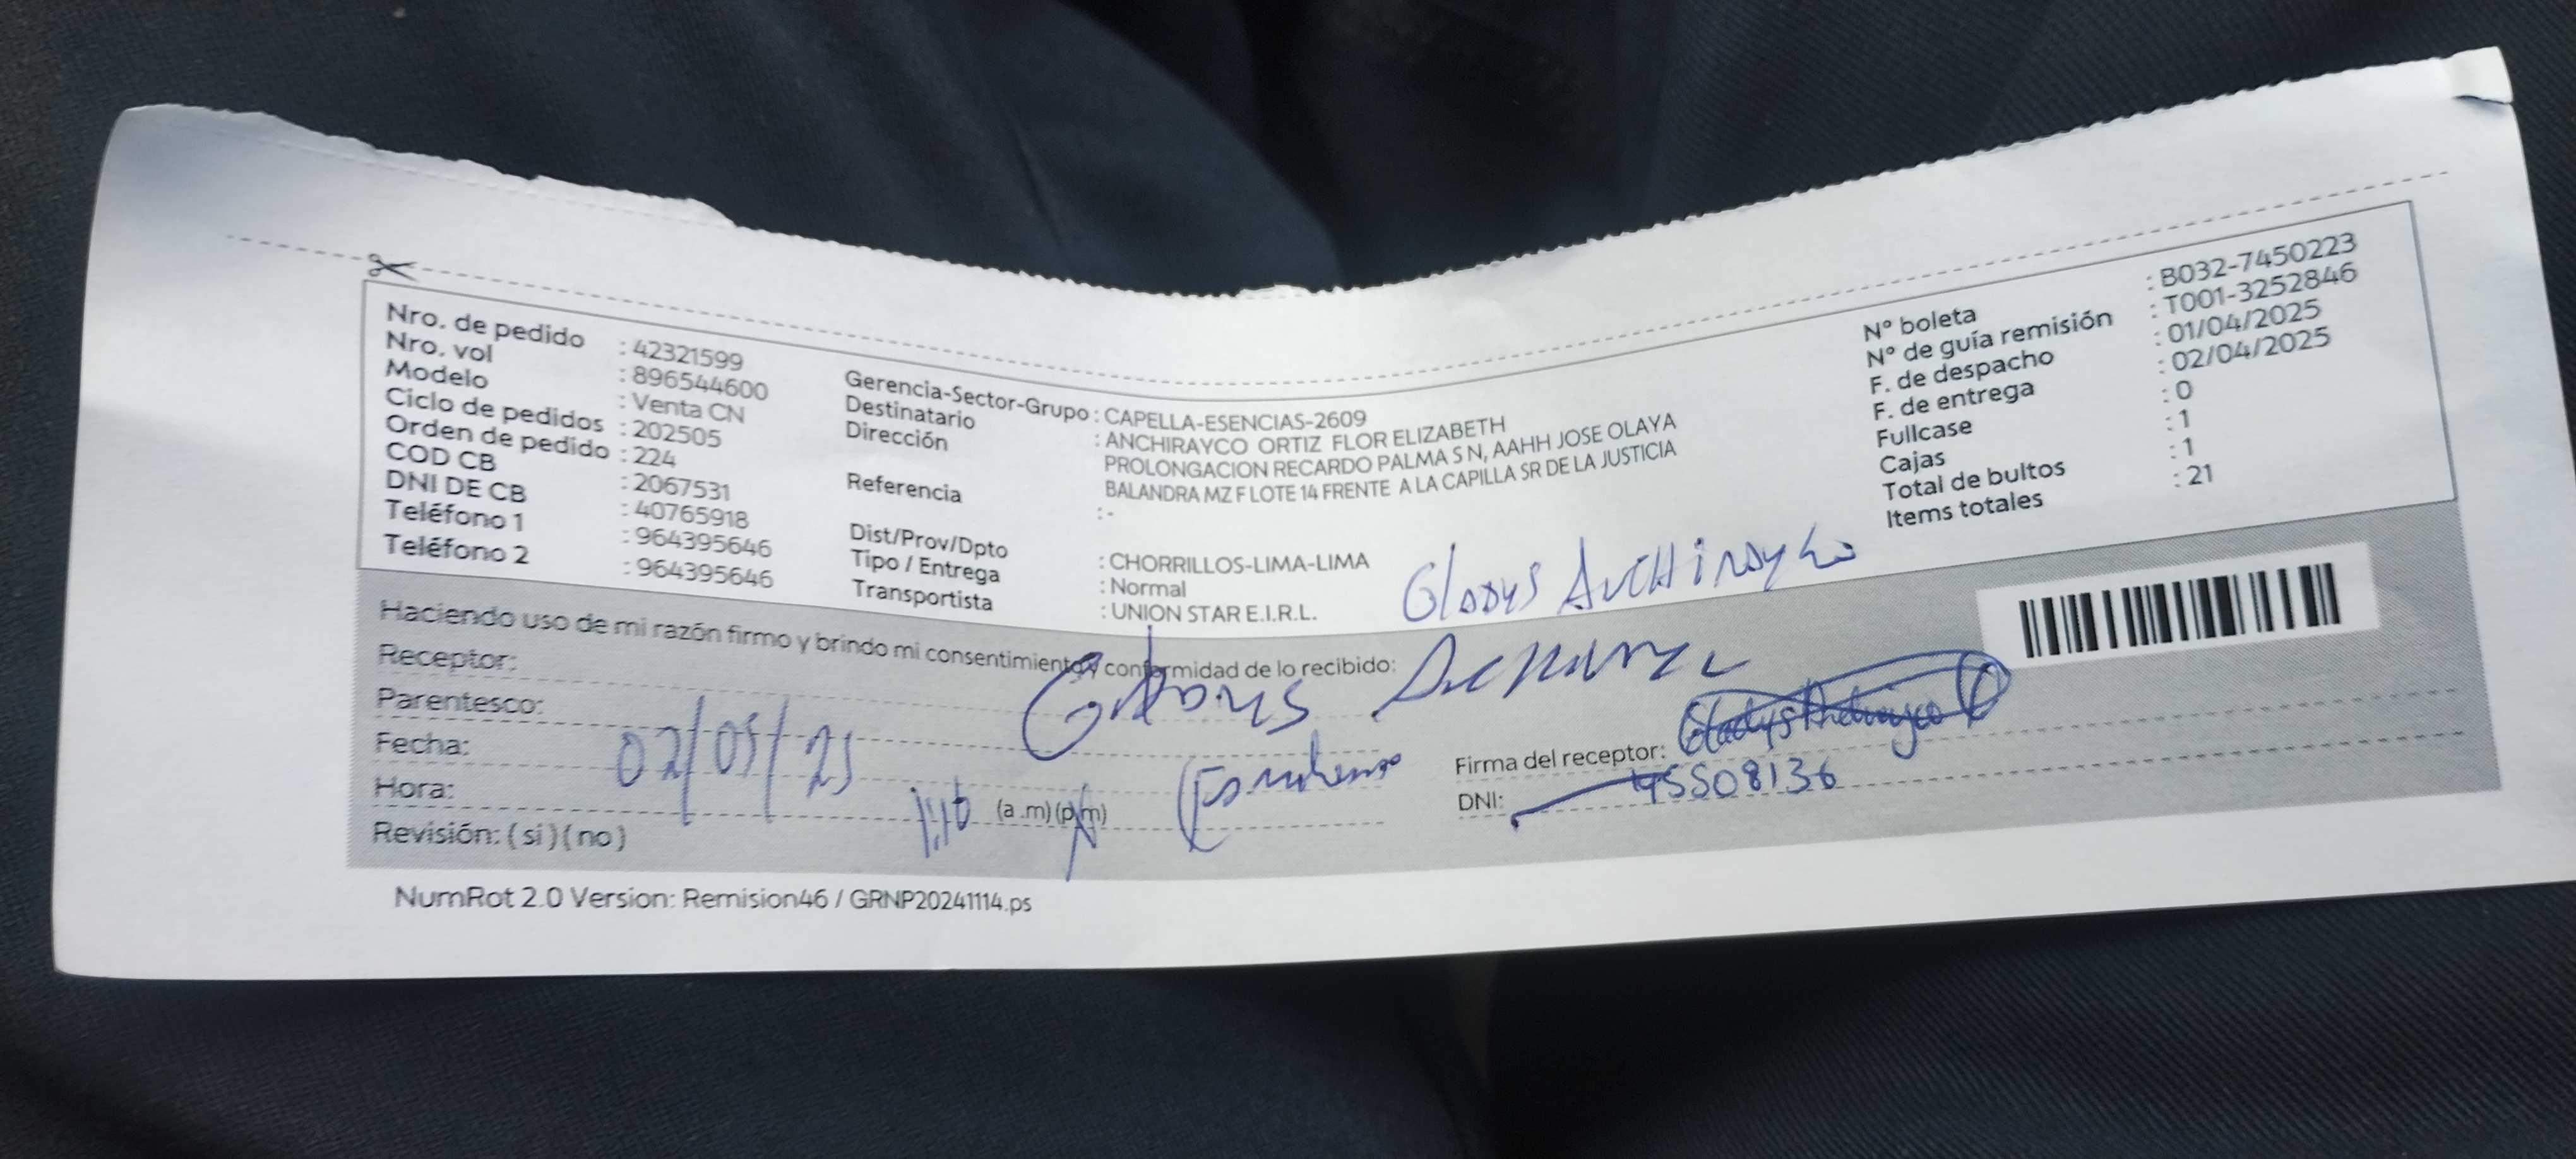 Nro. de pedido : 42321599
Nro. vol : 896544600
Modelo : Venta CN
Ciclo de pedidos : 202505
Orden de pedido : 224
COD CB : 2067531
DNI DE CB : 40765918
Teléfono 1 : 964395646
Teléfono 2 : 964395646
Gerencia-Sector-Grupo : CAPELLA-ESENCIAS-2609
Destinatario : ANCHIRAYCO ORTIZ FLOR ELIZABETH
Dirección PROLONGACION RECARDO PALMA S N, AAHH JOSE OLAYA
BALANDRA MZ F LOTE 14 FRENTE A LA CAPILLA SR DE LA JUSTICIA
Referencia : -
Dist/Prov/Dpto : CHORRILLOS-LIMA-LIMA
Tipo / Entrega : Normal
Transportista : UNION STAR E.I.R.L.
N° boleta : B032-7450223
N° de guía remisión : T001-3252846
F. de despacho : 01/04/2025
F. de entrega : 02/04/2025
Fullcase : 0
Cajas : 1
Total de bultos : 1
Items totales : 21
Gladys
Haciendo uso de mi razón firmo y brindo mi consentimiento y conformidad de lo recibido:
Receptor: Gladys
Parentesco:
Fecha: 02/05/25
Hora: (a .m) (p.m)
Revisión: ( si ) ( no )
Firma del receptor: Gladys Anchirayco
DNI: 45508136
NumRot 2.0 Version: Remision46 / GRNP20241114.ps